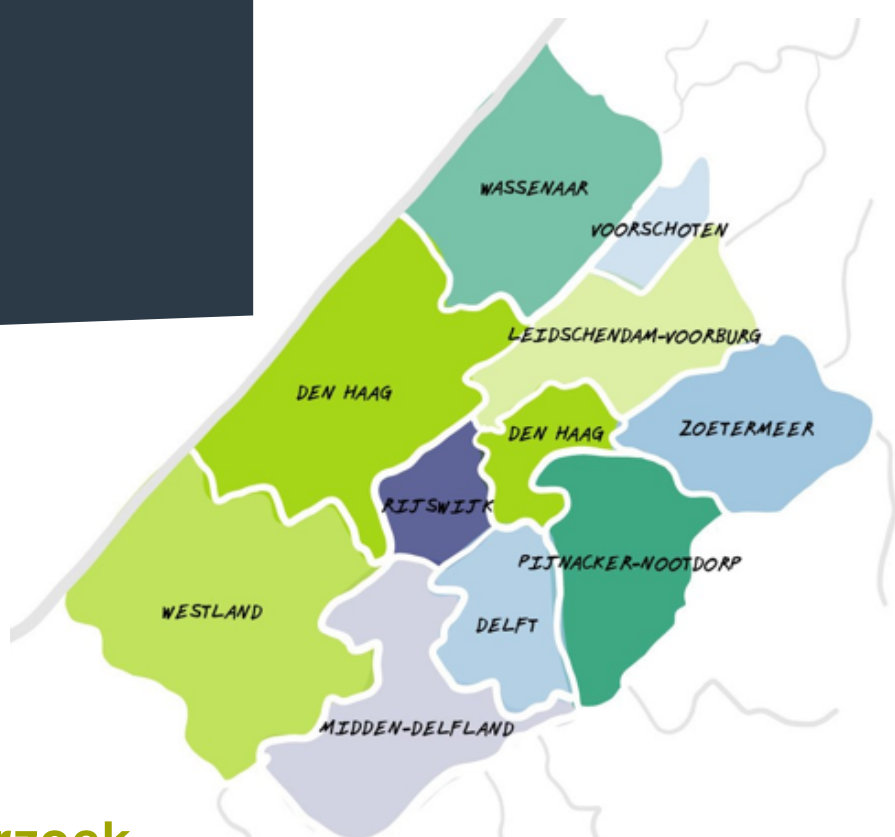 WASSENAAR
VOORSCHOTEN
LEIDSCHENDAM-VOORBURG
DEN HAAG
DEN HAAG
ZOETERMEER
RIJSWIJK
PIJNACKER-NOOTDORP
WESTLAND
DELFT
MIDDEN-DELFLAND